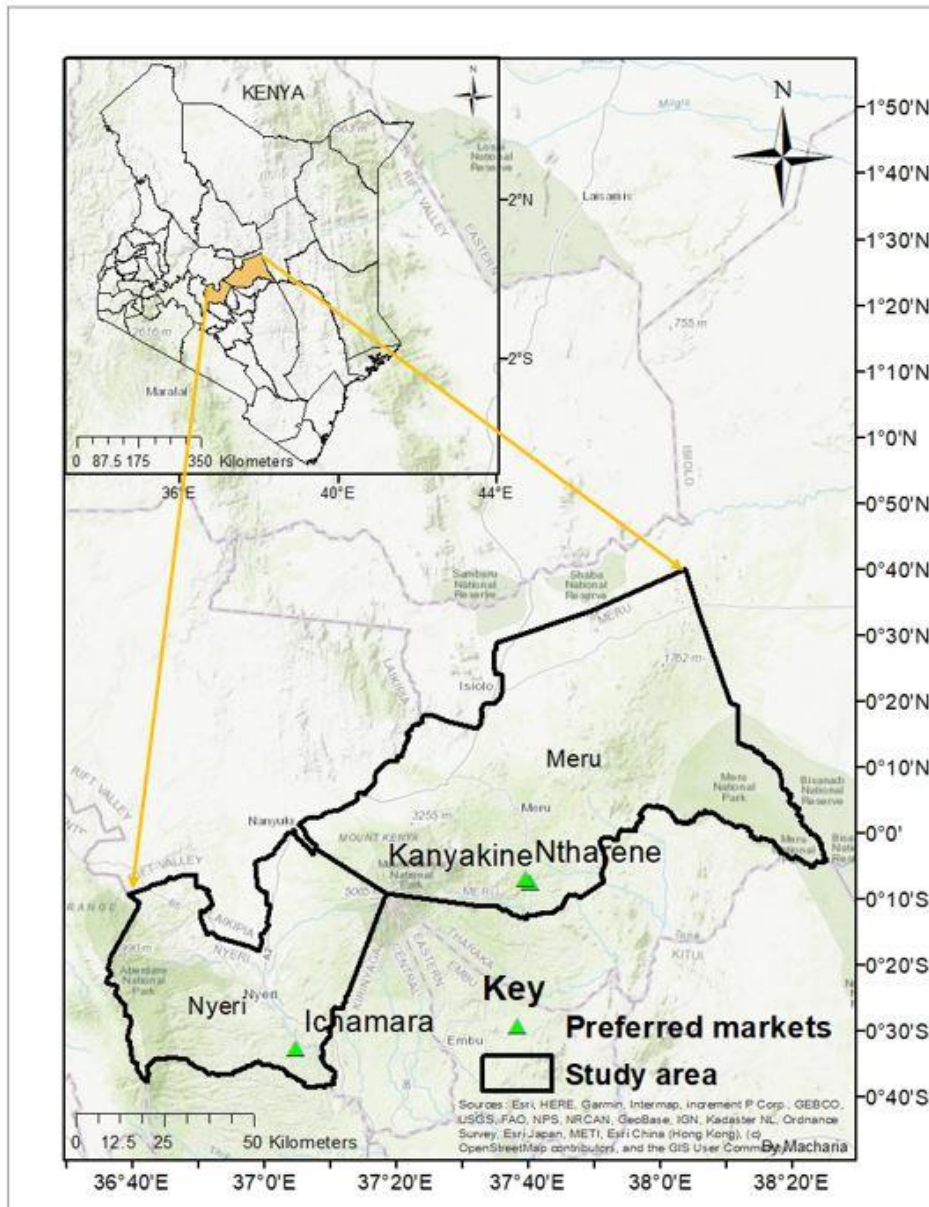 KENYA
N
N
1°50'N
Milgis
563 m
Losai
National
Reserve
1°40'N
2°N
Laisamis
RIFT VALLEY
EASTERN
1°30'N
1°20'N
755 m
2616 m
2°S
1°10'N
Maralal
1°0'N
ISIOLO
0 87.5 175 350 Kilometers
36°E 40°E 44°E
0°50'N
0°40'N
Samburu
National
Reserve
Shaba
National
Reserve
MERU
0°30'N
LAIKIPIA
1762 m
Isiolo
0°20'N
Meru
RIFT VALLEY
Meru
National
Park
Bisanadi
National
Reserve
0°10'N
Meru
3255 m
Nanyuki
MOUNT KENYA
0°0'
Kanyakine Ntharene
National
Park
RIFT VALLEY
MERU
0°10'S
RANGE
NYERI
THARAKA
KITUI
0°20'S
Aberdare
National
Park
Nyeri
Nyeri
KIRINYAGA
CENTRAL
EASTERN
EMBU
Key
Ichamara
Preferred markets
0°30'S
Embu
Study area
0°40'S
Sources: Esri, HERE, Garmin, Intermap, increment P Corp., GEBCO,
USGS, FAO, NPS, NRCAN, GeoBase, IGN, Kadaster NL, Ordnance
Survey, Esri Japan, METI, Esri China (Hong Kong), (c)
OpenStreetMap contributors, and the GIS User Community
By Macharia
0 12.5 25 50 Kilometers
36°40'E 37°0'E 37°20'E 37°40'E 38°0'E 38°20'E